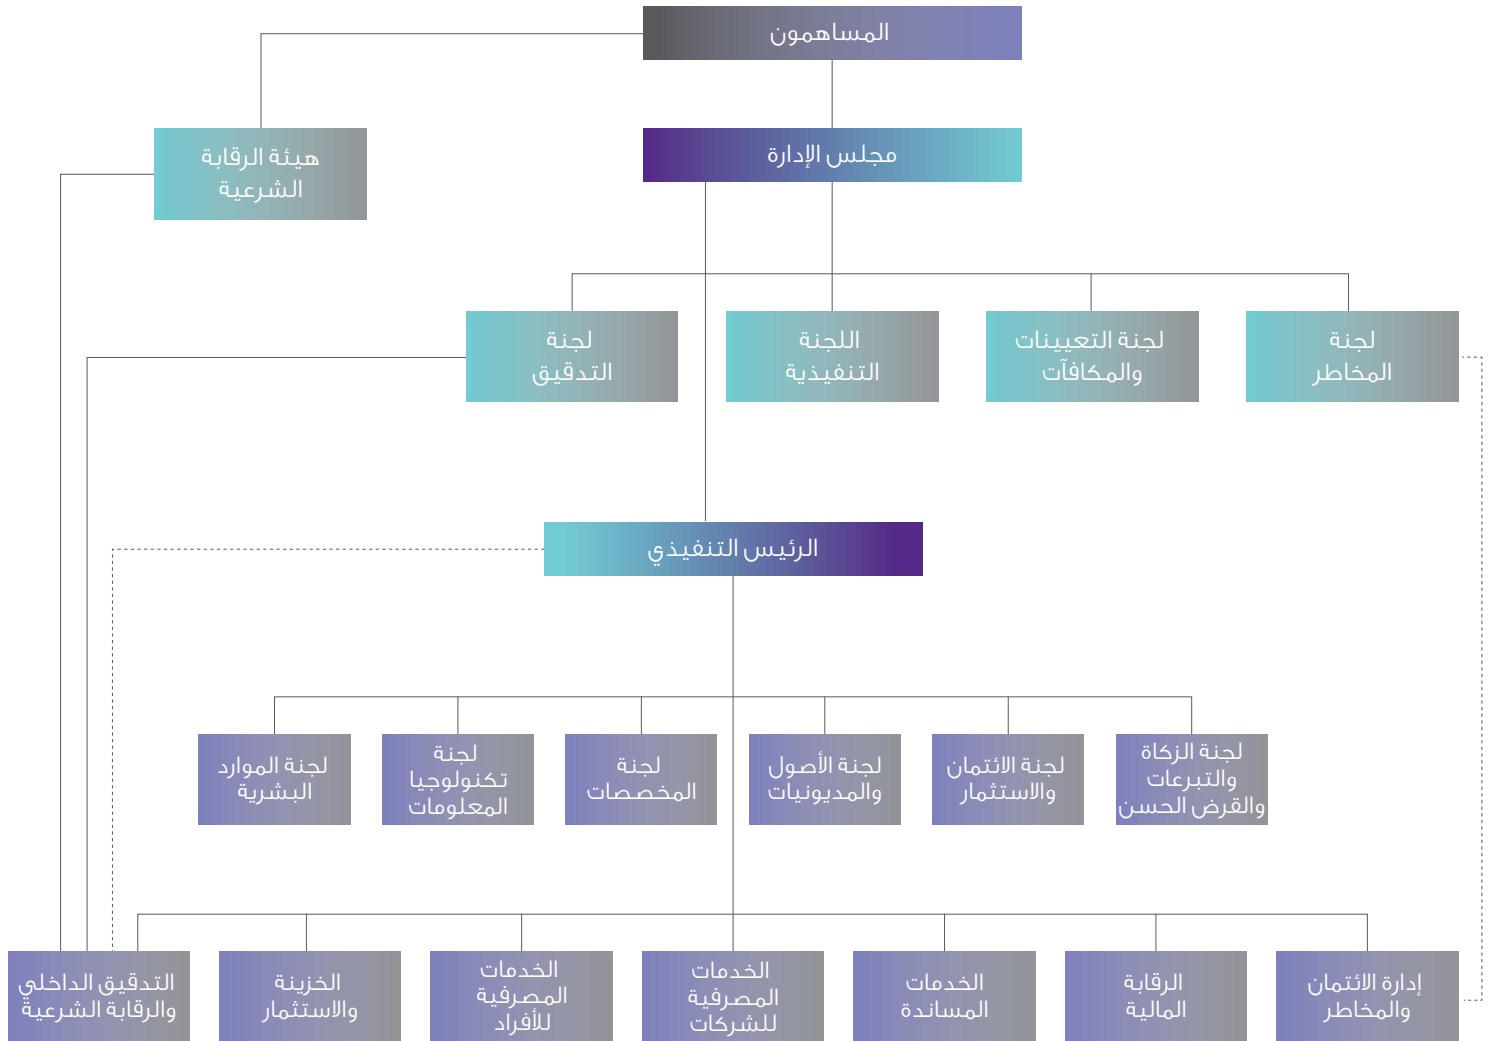 المساهمون
مجلس الإدارة
هيئة الرقابة
الشرعية
لجنة
المخاطر
لجنة التعيينات
والمكافآت
اللجنة
التنفيذية
لجنة
التدقيق
الرئيس التنفيذي
لجنة الزكاة
والتبرعات
والقرض الحسن
لجنة الائتمان
والاستثمار
لجنة الأصول
والمديونيات
لجنة
المخصصات
لجنة
تكنولوجيا
المعلومات
لجنة الموارد
البشرية
إدارة الائتمان
والمخاطر
الرقابة
المالية
الخدمات
المساندة
الخدمات
المصرفية
للشركات
الخدمات
المصرفية
للأفراد
الخزينة
والاستثمار
التدقيق الداخلي
والرقابة الشرعية